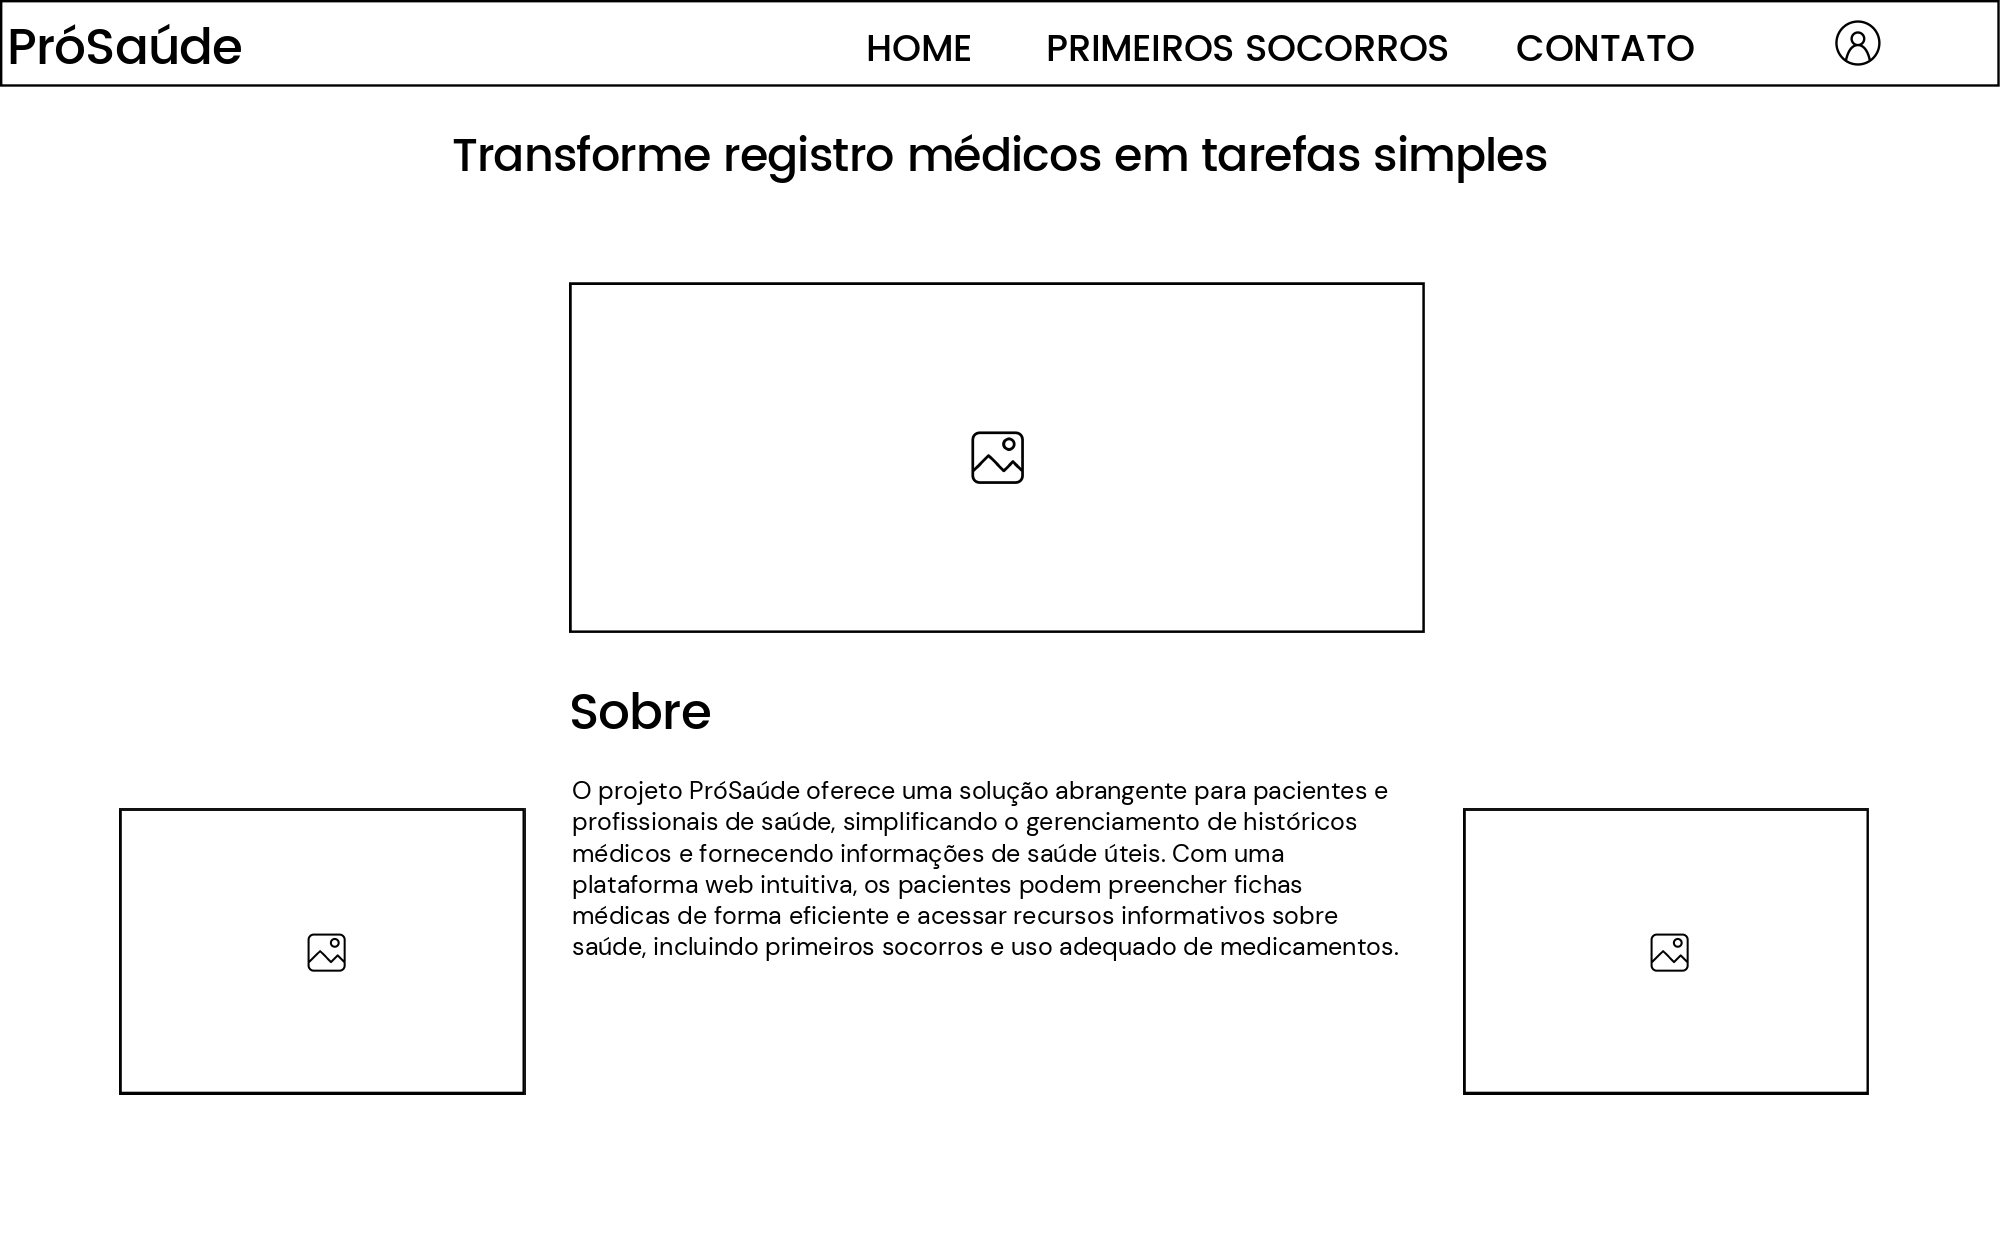 PróSaúde
HOME
PRIMEIROS SOCORROS
CONTATO
Transforme registro médicos em tarefas simples
Sobre
O projeto PróSaúde oferece uma solução abrangente para pacientes e
profissionais de saúde, simplificando o gerenciamento de históricos
médicos e fornecendo informações de saúde úteis. Com uma
plataforma web intuitiva, os pacientes podem preencher fichas
médicas de forma eficiente e acessar recursos informativos sobre
saúde, incluindo primeiros socorros e uso adequado de medicamentos.